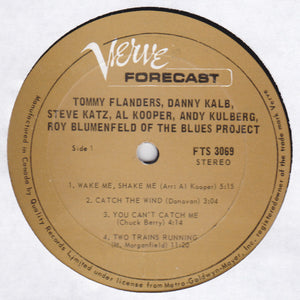 Verve
FORECAST
TOMMY FLANDERS, DANNY KALB,
STEVE KATZ, AL KOOPER, ANDY KULBERG,
ROY BLUMENFELD OF THE BLUES PROJECT
Side 1
FTS 3069
STEREO
1. WAKE ME, SHAKE ME (Arr: Al Kooper) 5:15
2. CATCH THE WIND (Donovan) 3:04
3. YOU CAN'T CATCH ME
(Chuck Berry) 4:14
4. TWO TRAINS RUNNING
(M. Morganfield) 11:20
Manufactured in Canada by Quality Records Limited under license from Metro-Goldwyn-Mayer, Inc. owner of the trade mark Verve